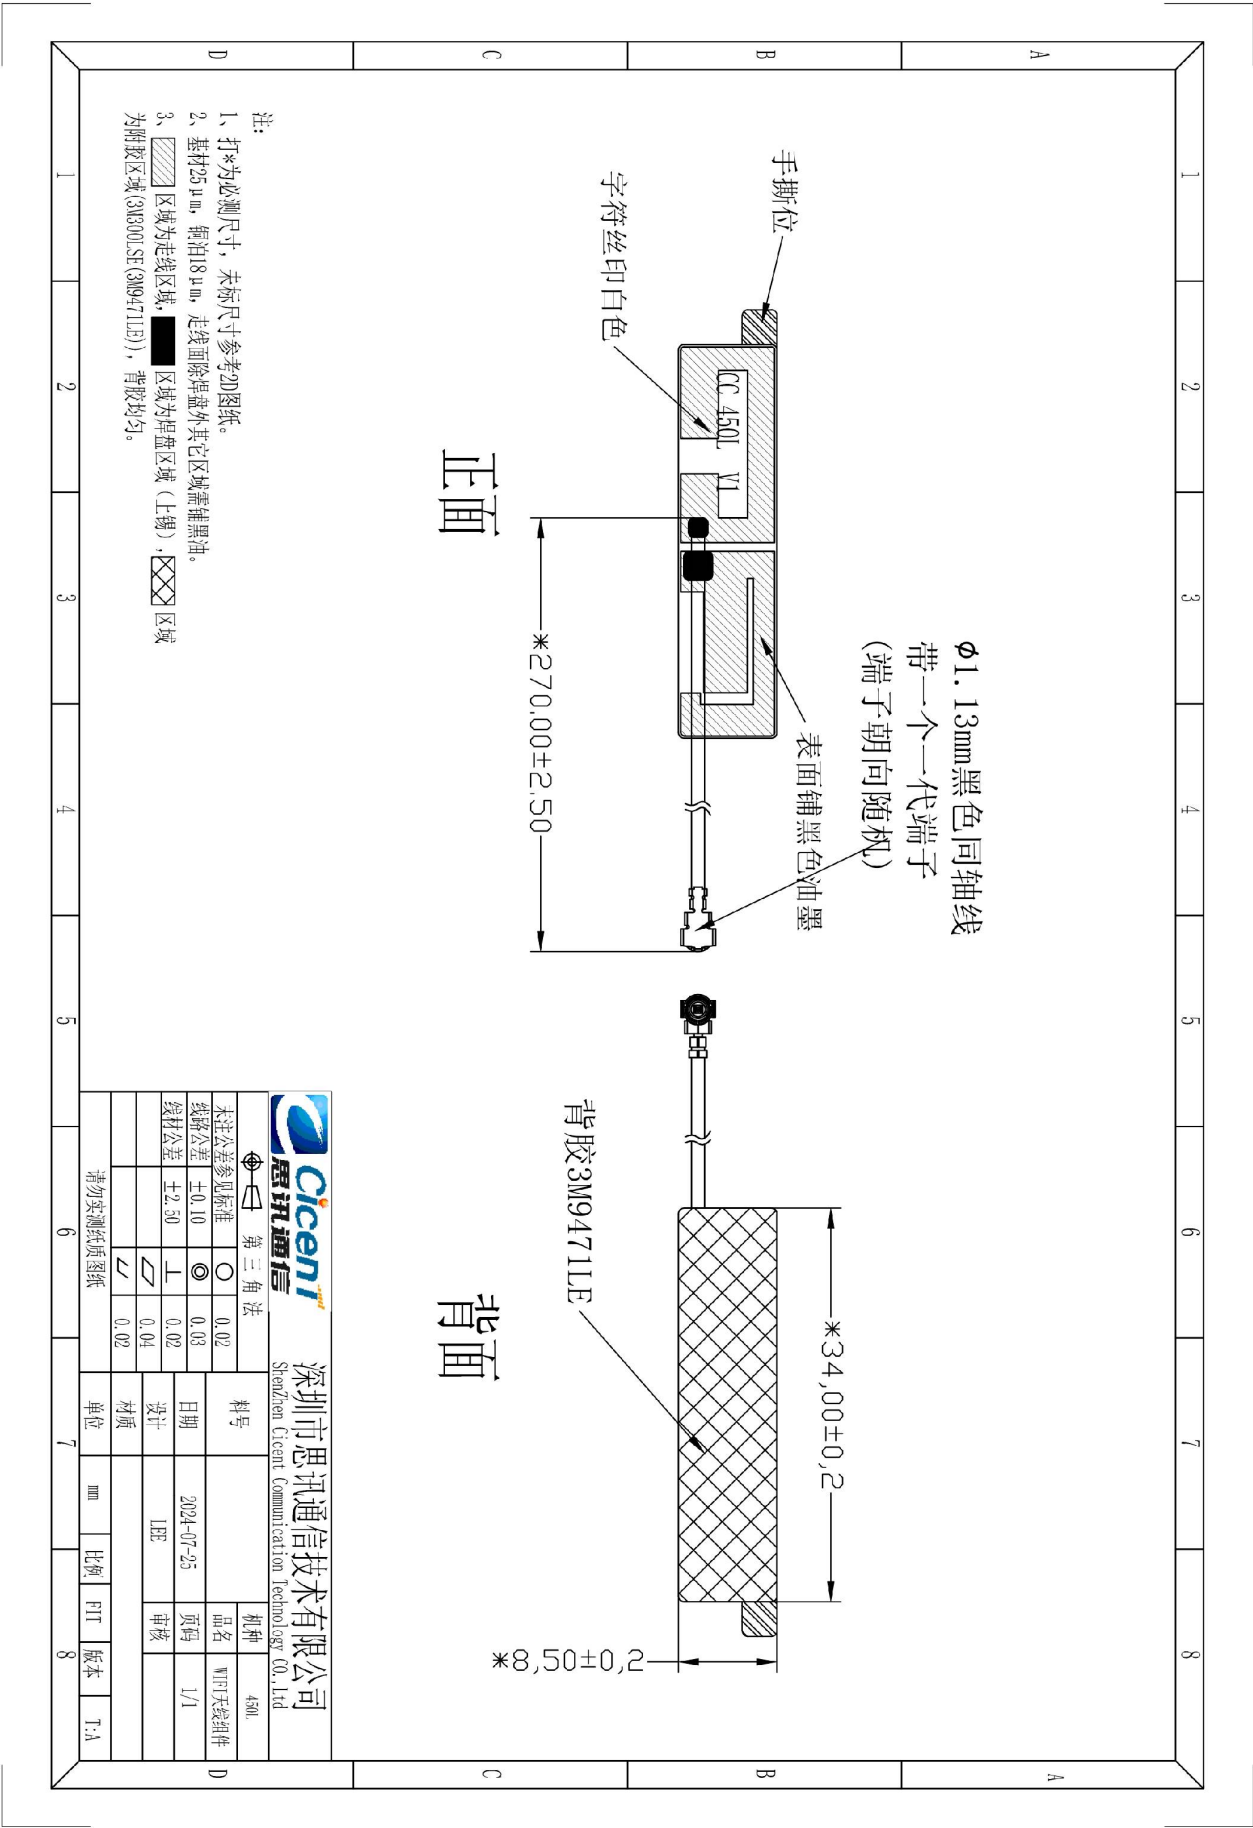 1
2
3
4
5
6
7
8
A
A
B
B
C
C
D
D
Φ1.13mm黑色同轴线
带一个一代端子
(端子朝向随机)
手撕位
字符丝印白色
表面铺黑色油墨
CC 450L V1
*270.00±2.50
正面
*34,00±0,2
*8,50±0,2
背胶3M9471LE
背面
注:
1、打*为必测尺寸，未标尺寸参考2D图纸。
2、基材25μm，铜泊18μm，走线面除焊盘外其它区域需铺黑油。
3、区域为走线区域，区域为焊盘区域（上锡），区域
为附胶区域(3M300LSE(3M9471LE))，背胶均匀。
Cicent
思讯通信
深圳市思讯通信技术有限公司
ShenZhen Cicent Communication Technology CO.,Ltd
第三角法
料号
机种 450L
未注公差参见标准
0.02
品名 WIFI天线组件
线路公差 ±0.10
0.03
日期 2024-07-25
页码 1/1
线材公差 ±2.50
0.02
设计 LEE
审核
0.04
材质
0.02
请勿实测纸质图纸
单位 mm 比例 FIT 版本 T:A
1
2
3
4
5
6
7
8